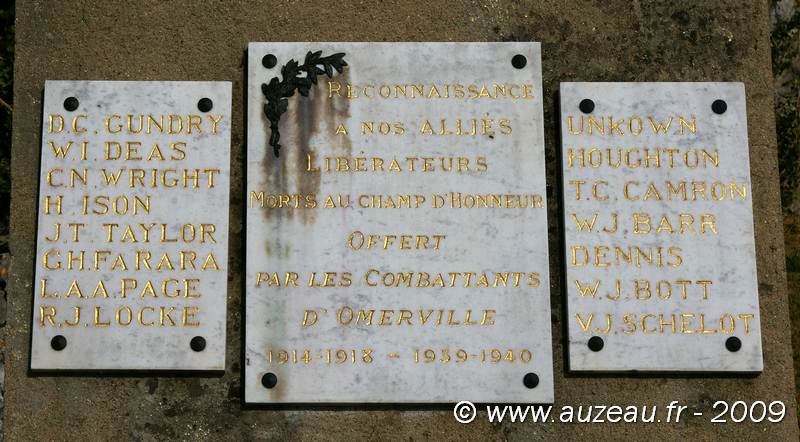 D.C. GUNDRY
W.I. DEAS
C.N. WRIGHT
H. ISON
J.T. TAYLOR
G.H. FARARA
L.A.A. PAGE
R.J. LOCKE
RECONNAISSANCE
A NOS ALLIÉS
LIBÉRATEURS
MORTS AU CHAMP D'HONNEUR
OFFERT
PAR LES COMBATTANTS
D'OMERVILLE
1914-1918 - 1939-1940
UNKOWN
HOUGHTON
T.C. CAMRON
W.J. BARR
DENNIS
W.J. BOTT
V.J. SCHELOT
© www.auzeau.fr - 2009